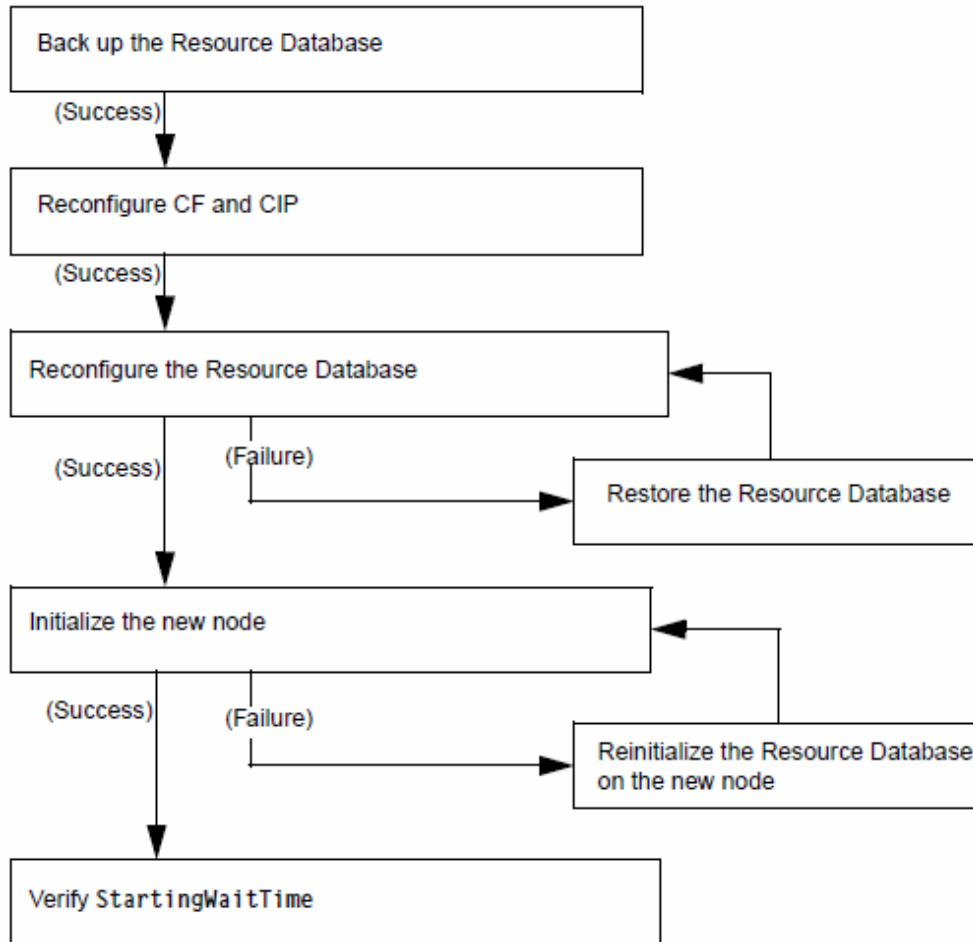 Back up the Resource Database
(Success)
Reconfigure CF and CIP
(Success)
Reconfigure the Resource Database
(Success)
(Failure)
Restore the Resource Database
Initialize the new node
(Success)
(Failure)
Reinitialize the Resource Database
on the new node
Verify StartingWaitTime